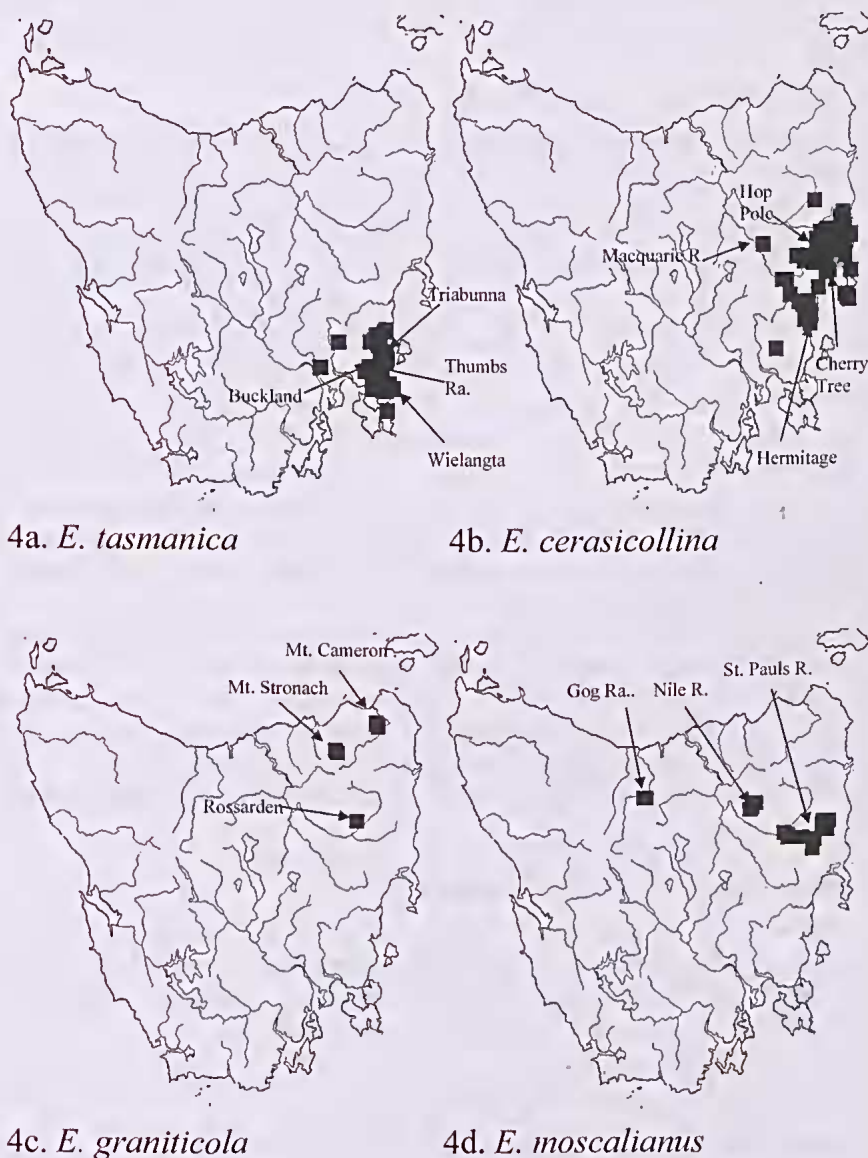 Triabunna
Thumbs
Ra.
Buckland
Wielangta
4a. E. tasmanica
Hop
Pole
Macquarie R.
Cherry
Tree
Hermitage
4b. E. cerasicollina
Mt. Cameron
Mt. Stronach
Rossarden
4c. E. graniticola
Gog Ra..
Nile R.
St. Pauls R.
4d. E. moscalianus